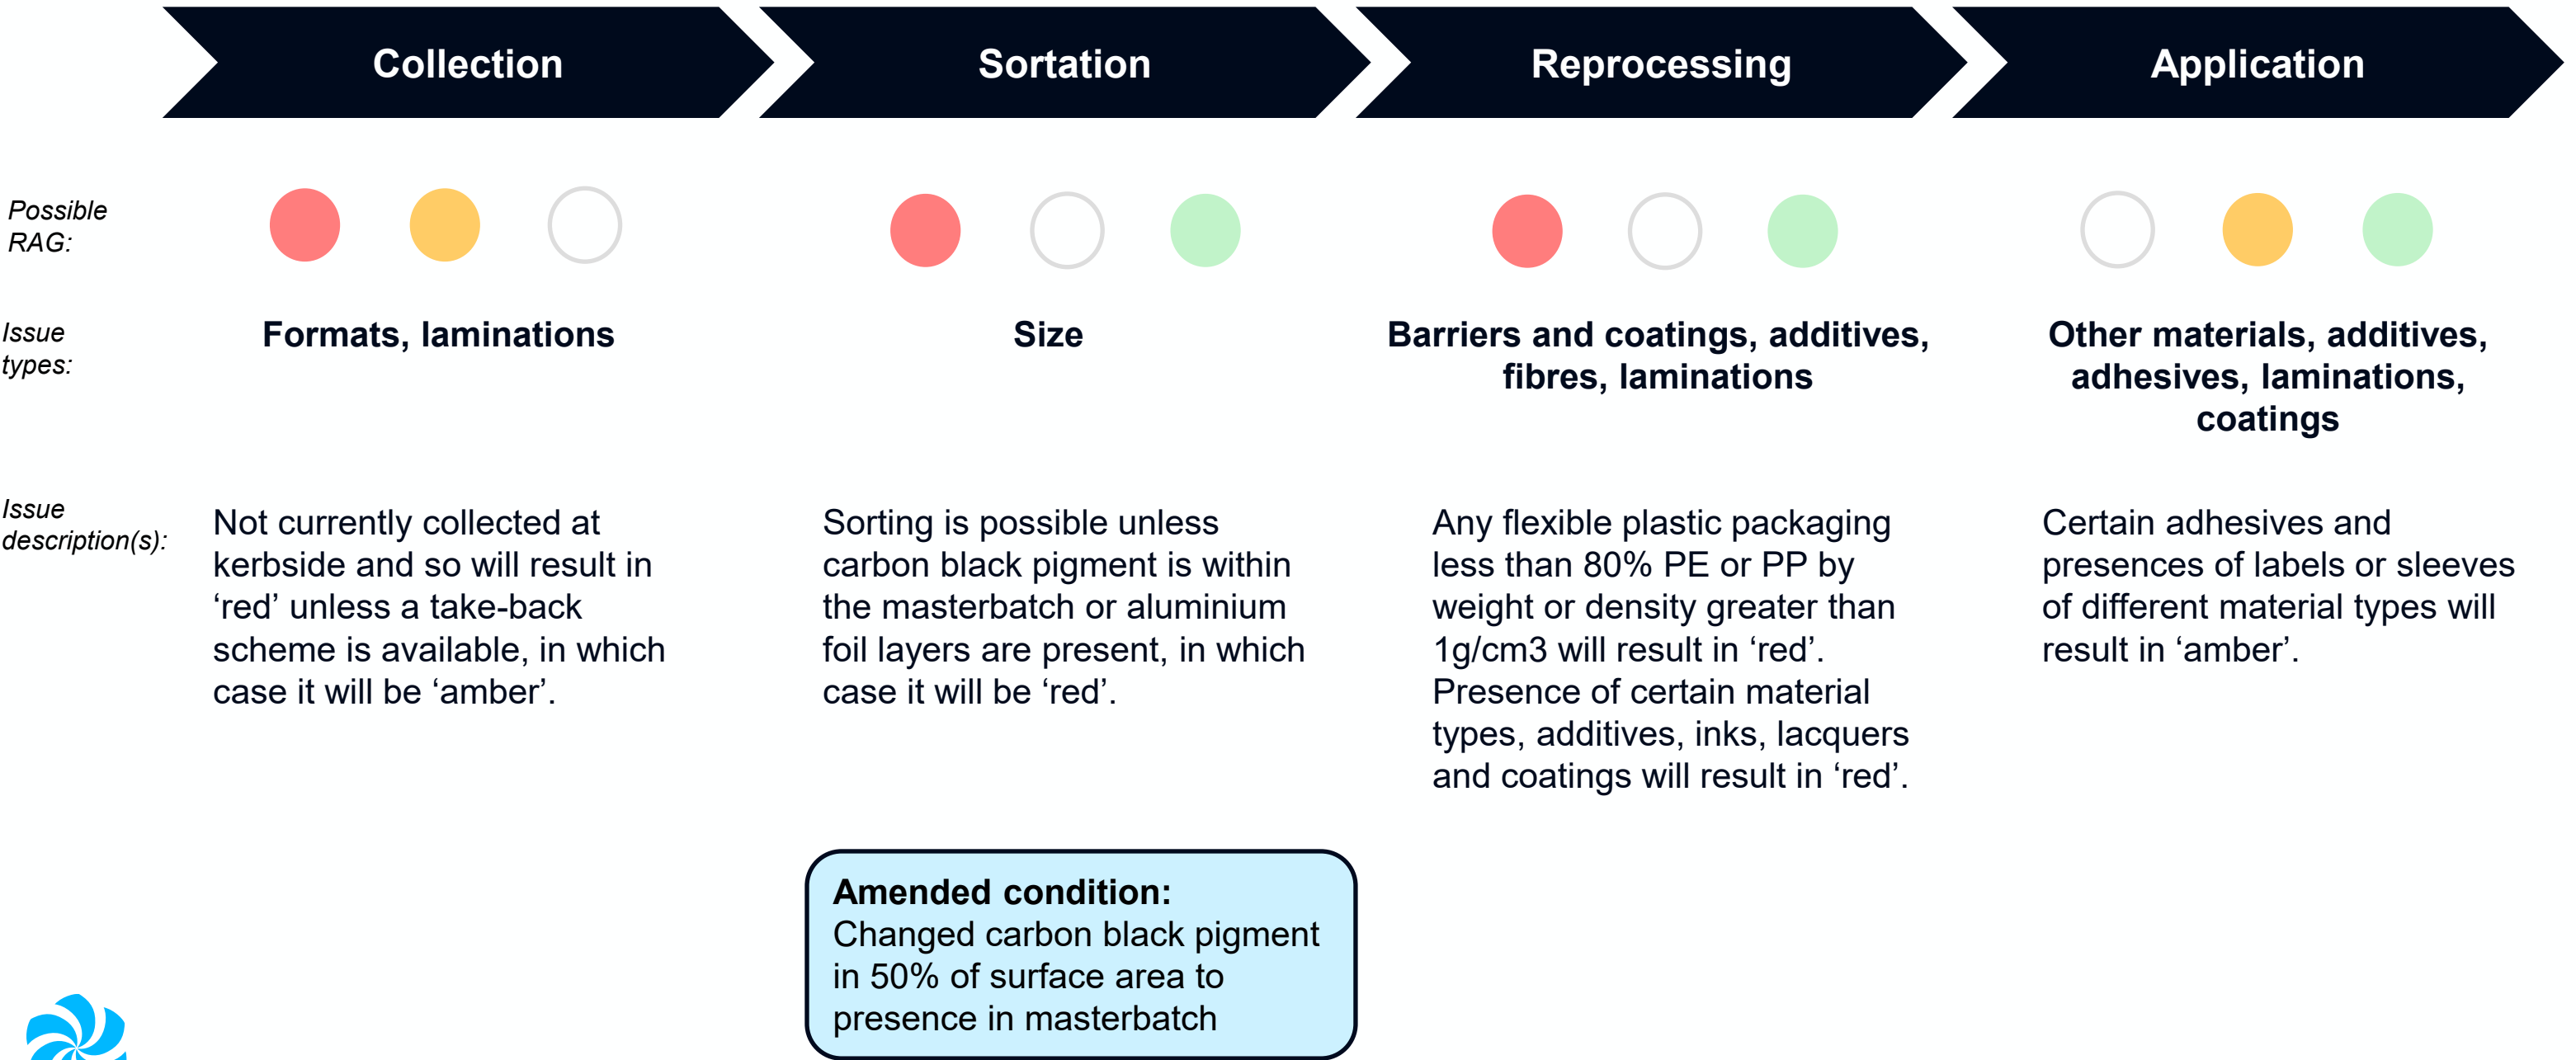 Collection
Sortation
Reprocessing
Application
Possible
RAG:
Issue
types:
Formats, laminations
Size
Barriers and coatings, additives,
fibres, laminations
Other materials, additives,
adhesives, laminations,
coatings
Issue
description(s):
Not currently collected at
kerbside and so will result in
‘red’ unless a take-back
scheme is available, in which
case it will be ‘amber’.
Sorting is possible unless
carbon black pigment is within
the masterbatch or aluminium
foil layers are present, in which
case it will be ‘red’.
Any flexible plastic packaging
less than 80% PE or PP by
weight or density greater than
1g/cm3 will result in ‘red’.
Presence of certain material
types, additives, inks, lacquers
and coatings will result in ‘red’.
Certain adhesives and
presences of labels or sleeves
of different material types will
result in ‘amber’.
Amended condition:
Changed carbon black pigment
in 50% of surface area to
presence in masterbatch